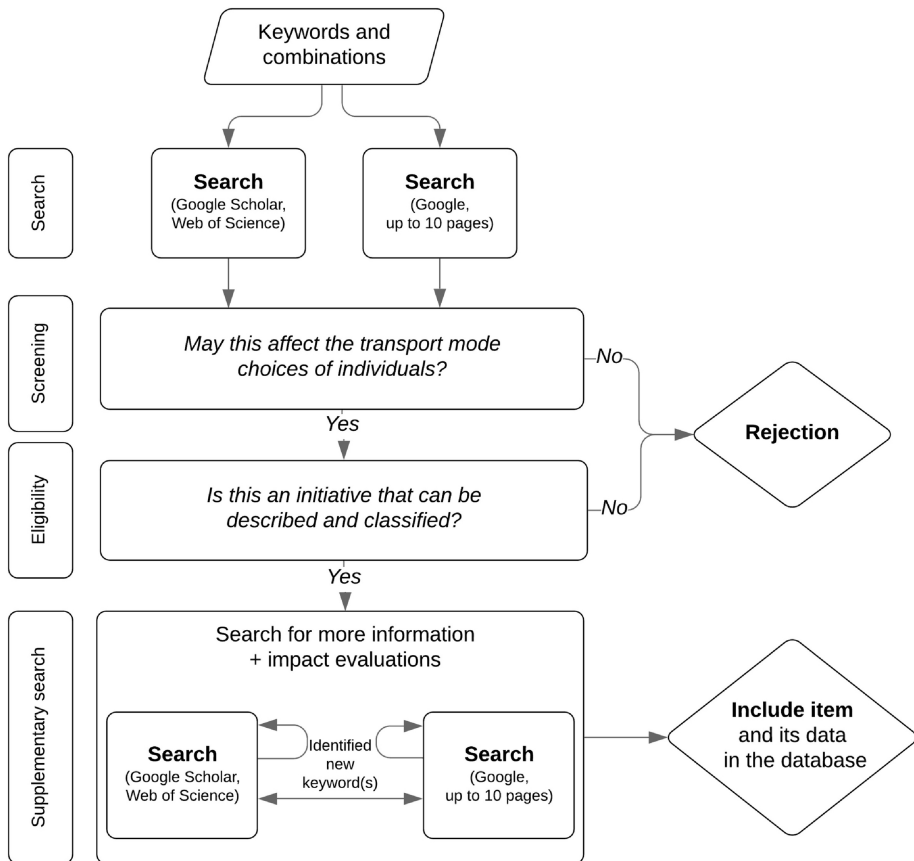 Keywords and
combinations
Search
Search
(Google Scholar,
Web of Science)
Search
(Google,
up to 10 pages)
Screening
May this affect the transport mode
choices of individuals?
No
Yes
Rejection
Eligibility
Is this an initiative that can be
described and classified?
No
Yes
Supplementary search
Search for more information
+ impact evaluations
Search
(Google Scholar,
Web of Science)
Identified
new
keyword(s)
Search
(Google,
up to 10 pages)
Include item
and its data
in the database